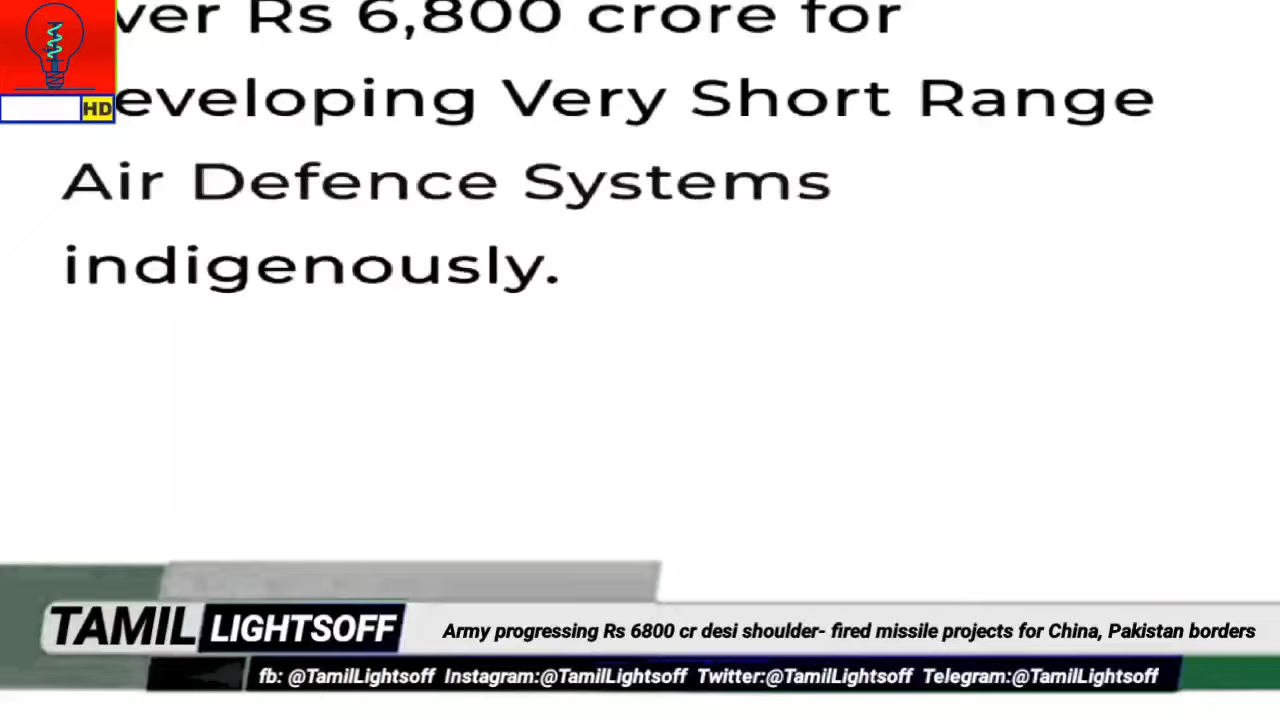 ver Rs 6,800 crore for
eveloping Very Short Range
Air Defence Systems
indigenously.
HD
TAMIL LIGHTSOFF
Army progressing Rs 6800 cr desi shoulder- fired missile projects for China, Pakistan borders
fb: @TamilLightsoff Instagram:@TamilLightsoff Twitter:@TamilLightsoff Telegram:@TamilLightsoff